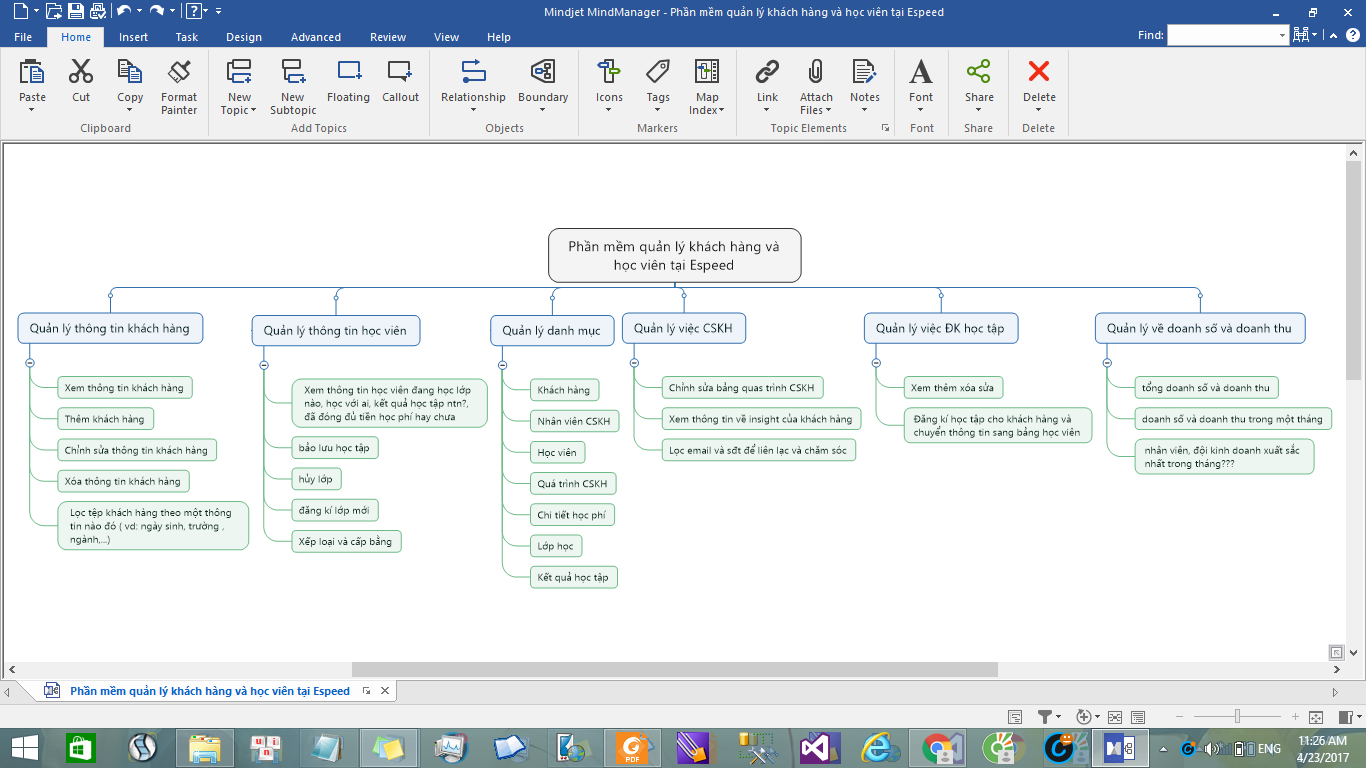 Mindjet MindManager - Phần mềm quản lý khách hàng và học viên tại Espeed
File Home Insert Task Design Advanced Review View Help Find:
Paste Cut Copy Format Painter New Topic New Subtopic Floating Callout Relationship Boundary Icons Tags Map Index Link Attach Files Notes Font Share Delete
Clipboard Add Topics Objects Markers Topic Elements Font Share Delete
Phần mềm quản lý khách hàng và
học viên tại Espeed
Quản lý thông tin khách hàng
Xem thông tin khách hàng
Thêm khách hàng
Chỉnh sửa thông tin khách hàng
Xóa thông tin khách hàng
Lọc tệp khách hàng theo một thông
tin nào đó ( vd: ngày sinh, trường ,
ngành,...)
Quản lý thông tin học viên
Xem thông tin học viên đang học lớp
nào, học với ai, kết quả học tập ntn?,
đã đóng đủ tiền học phí hay chưa
bảo lưu học tập
hủy lớp
đăng kí lớp mới
Xếp loại và cấp bằng
Quản lý danh mục
Khách hàng
Nhân viên CSKH
Học viên
Quá trình CSKH
Chi tiết học phí
Lớp học
Kết quả học tập
Quản lý việc CSKH
Chỉnh sửa bảng quas trình CSKH
Xem thông tin về insight của khách hàng
Lọc email và sđt để liên lạc và chăm sóc
Quản lý việc ĐK học tập
Xem thêm xóa sửa
Đăng kí học tập cho khách hàng và
chuyển thông tin sang bảng học viên
Quản lý về doanh số và doanh thu
tổng doanh số và doanh thu
doanh số và doanh thu trong một tháng
nhân viên, đội kinh doanh xuất sắc
nhất trong tháng???
Phần mềm quản lý khách hàng và học viên tại Espeed
PDF
ENG
11:26 AM
4/23/2017